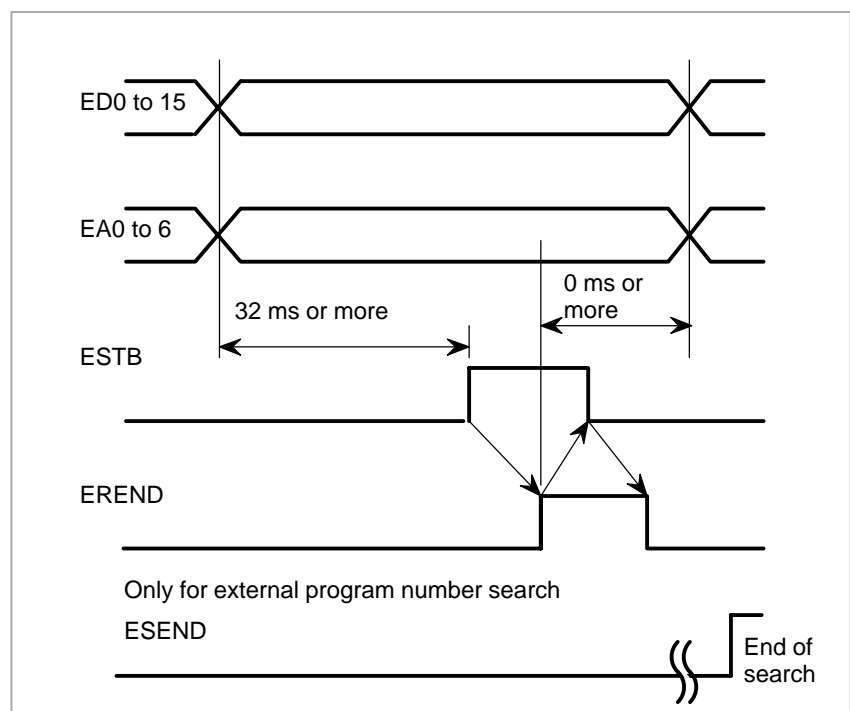 ED0 to 15
EA0 to 6
0 ms or
more
32 ms or more
ESTB
EREND
Only for external program number search
ESEND
End of
search